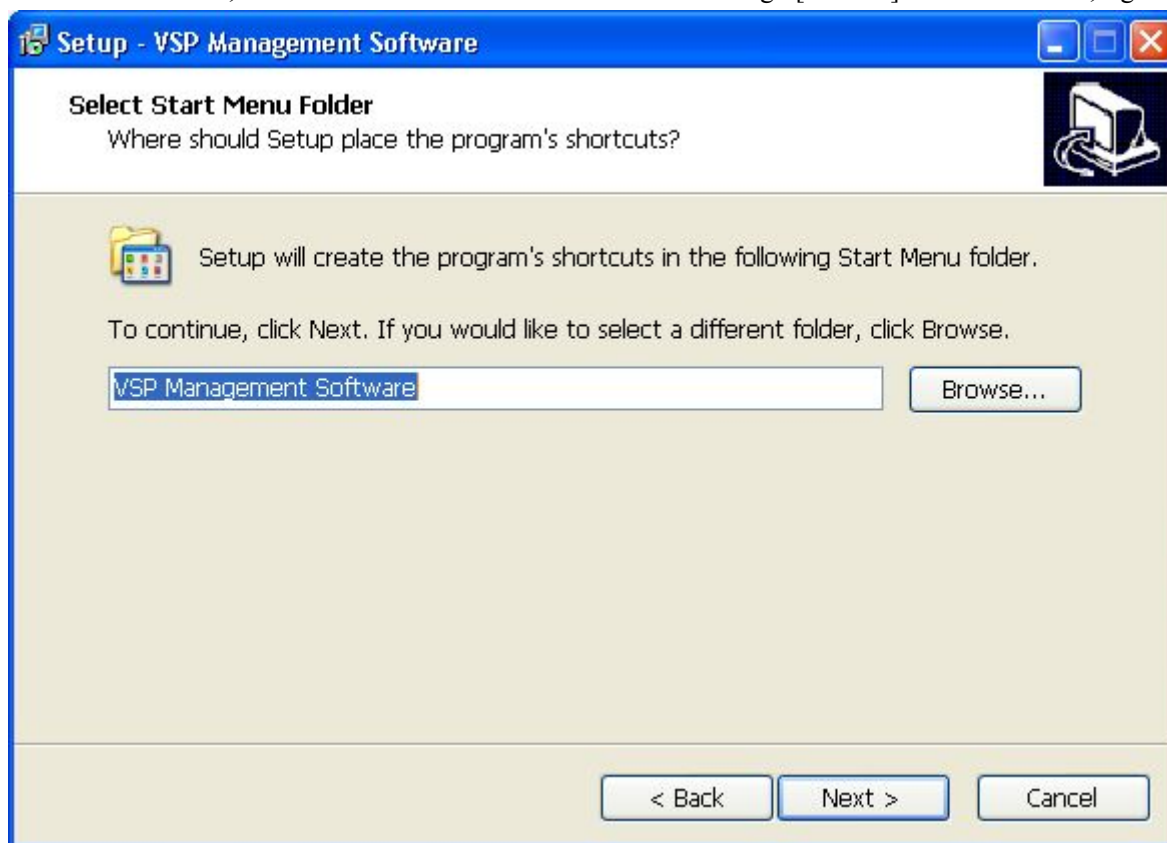 Setup - VSP Management Software
Select Start Menu Folder
Where should Setup place the program's shortcuts?
Setup will create the program's shortcuts in the following Start Menu folder.
To continue, click Next. If you would like to select a different folder, click Browse.
VSP Management Software
Browse...
< Back
Next >
Cancel